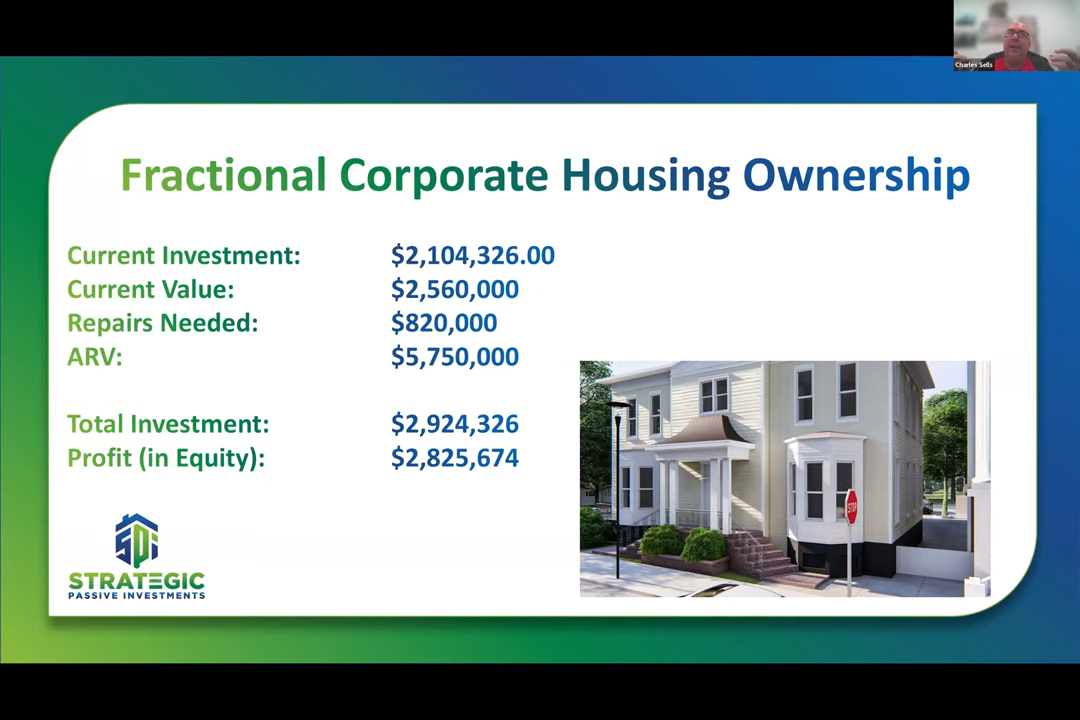 Charles Sells
Fractional Corporate Housing Ownership
Current Investment: $2,104,326.00
Current Value: $2,560,000
Repairs Needed: $820,000
ARV: $5,750,000
Total Investment: $2,924,326
Profit (in Equity): $2,825,674
STOP
SPI
STRATEGIC
PASSIVE INVESTMENTS